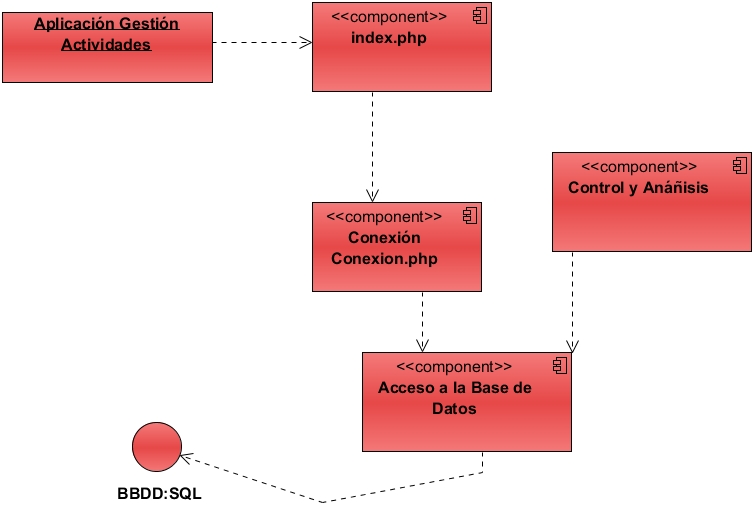 Aplicación Gestión
Actividades
<<component>>
index.php
<<component>>
Control y Anáñisis
<<component>>
Conexión
Conexion.php
<<component>>
Acceso a la Base de
Datos
BBDD:SQL